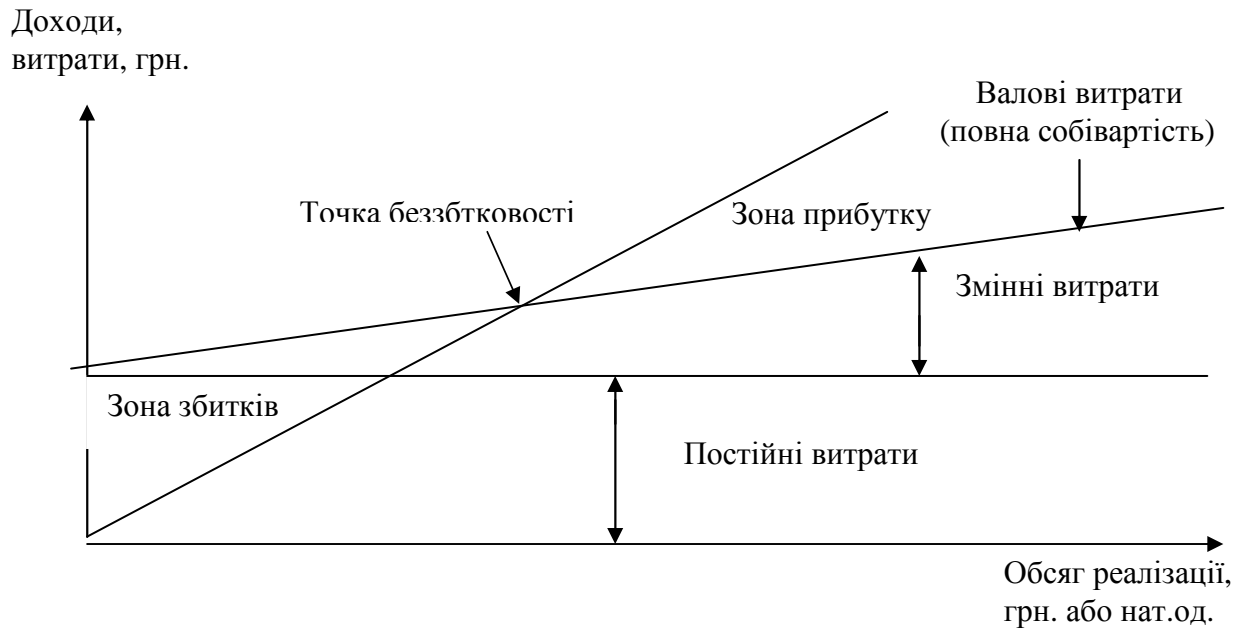 Доходи,
витрати, грн.
Валові витрати
(повна собівартість)
Точка беззбтковості
Зона прибутку
Змінні витрати
Зона збитків
Постійні витрати
Обсяг реалізації,
грн. або нат.од.